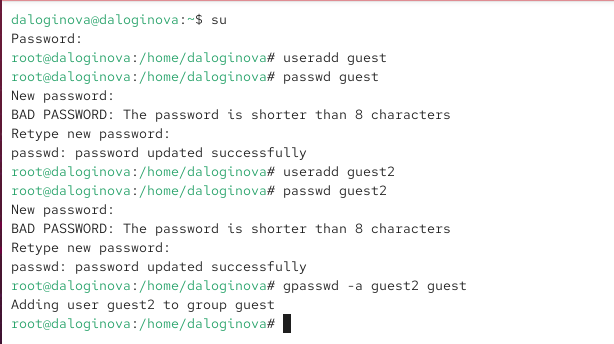 daloginova@daloginova:~$ su
Password:
root@daloginova:/home/daloginova# useradd guest
root@daloginova:/home/daloginova# passwd guest
New password:
BAD PASSWORD: The password is shorter than 8 characters
Retype new password:
passwd: password updated successfully
root@daloginova:/home/daloginova# useradd guest2
root@daloginova:/home/daloginova# passwd guest2
New password:
BAD PASSWORD: The password is shorter than 8 characters
Retype new password:
passwd: password updated successfully
root@daloginova:/home/daloginova# gpasswd -a guest2 guest
Adding user guest2 to group guest
root@daloginova:/home/daloginova#